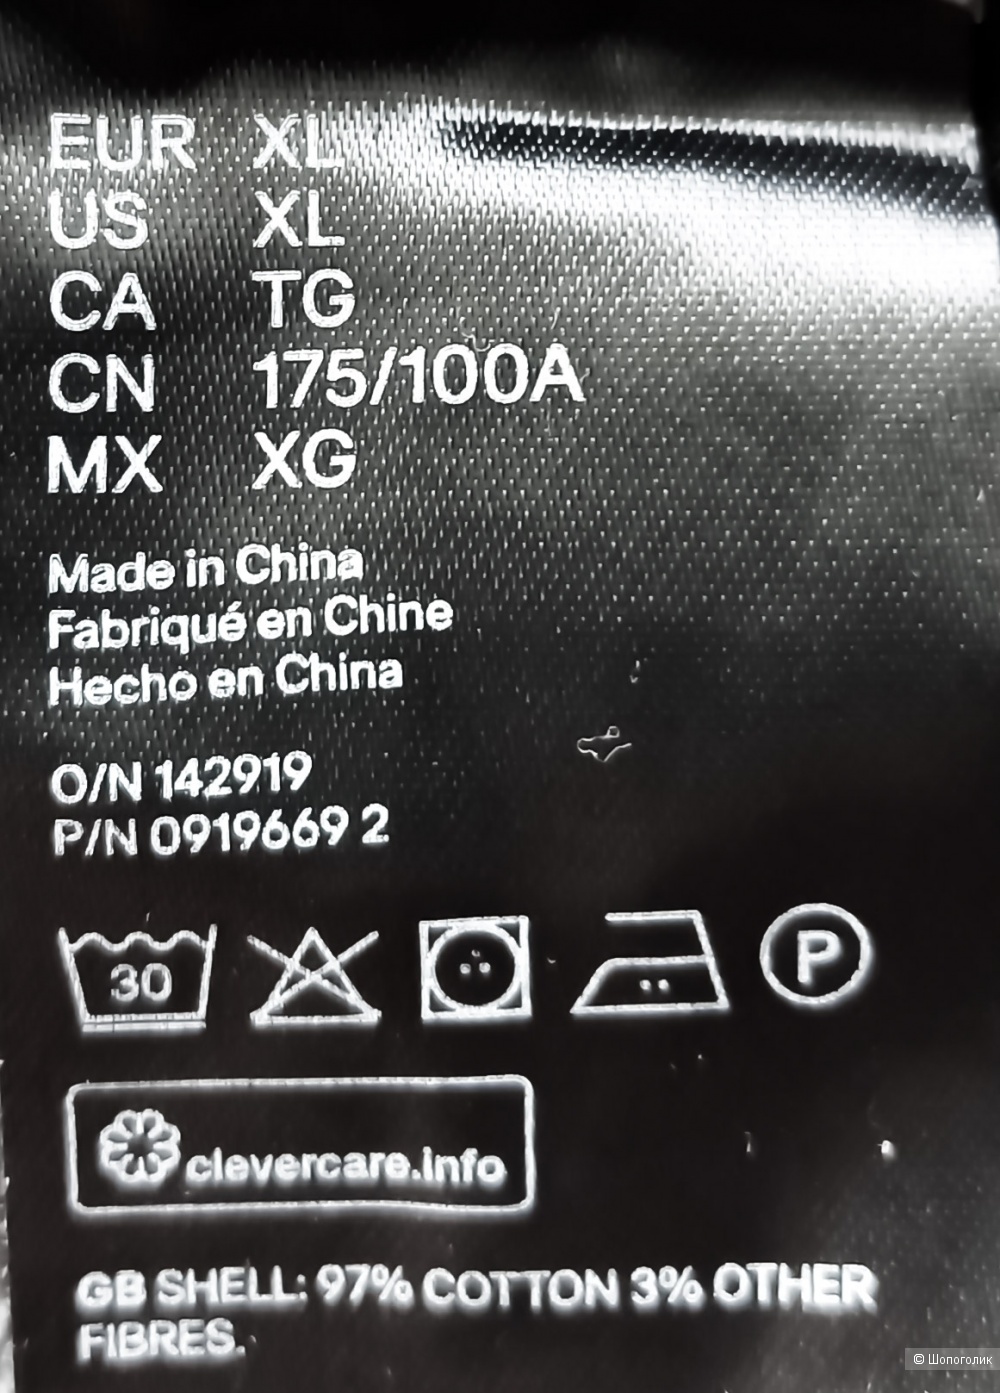 EUR XL
US XL
CA TG
CN 175/100A
MX XG
Made in China
Fabriqué en Chine
Hecho en China
O/N 142919
P/N 0919669 2
30
P
clevercare.info
GB SHELL: 97% COTTON 3% OTHER
FIBRES.
© Шопоголик